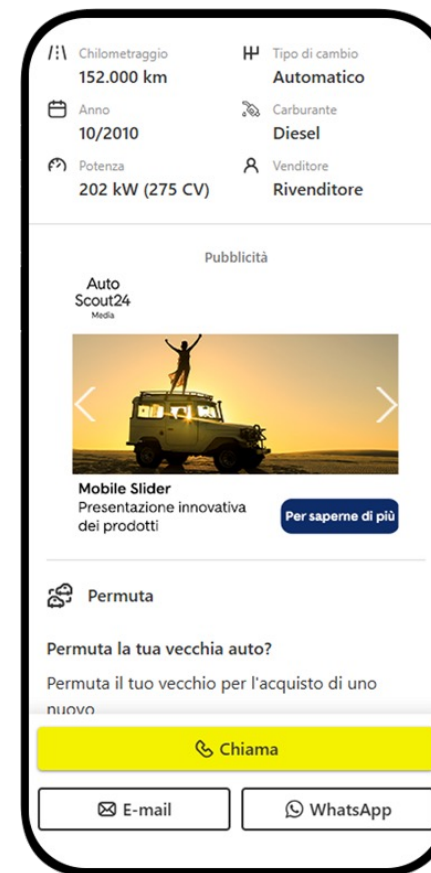 Chilometraggio
152.000 km
Tipo di cambio
Automatico
Anno
10/2010
Carburante
Diesel
Potenza
202 kW (275 CV)
Venditore
Rivenditore
Pubblicità
Auto
Scout24
Media
Mobile Slider
Presentazione innovativa
dei prodotti
Per saperne di più
Permuta
Permuta la tua vecchia auto?
Permuta il tuo vecchio per l'acquisto di uno
nuovo
Chiama
E-mail
WhatsApp